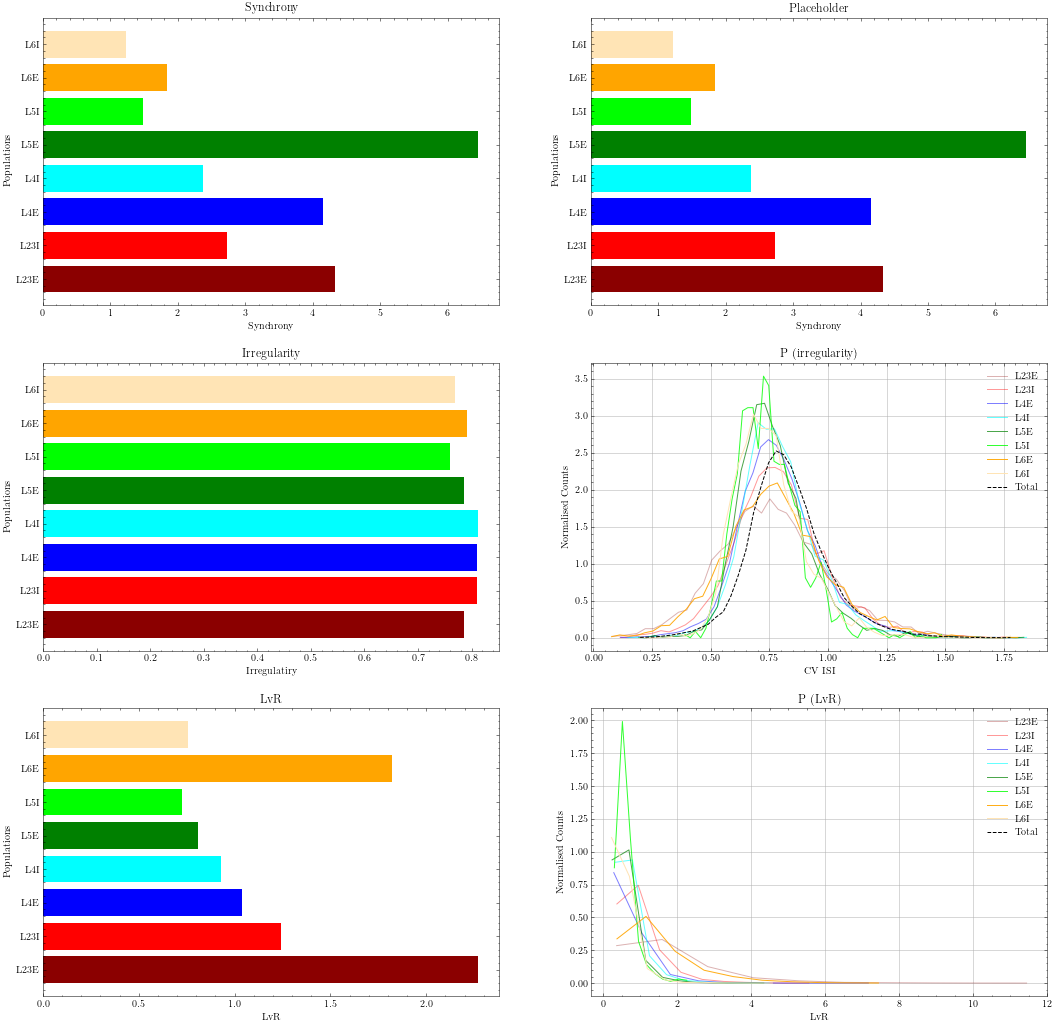 Synchrony
L6I
L6E
L5I
L5E
L4I
L4E
L23I
L23E
Populations
0 1 2 3 4 5 6
Synchrony
Placeholder
L6I
L6E
L5I
L5E
L4I
L4E
L23I
L23E
Populations
0 1 2 3 4 5 6
Synchrony
Irregularity
L6I
L6E
L5I
L5E
L4I
L4E
L23I
L23E
Populations
0.0 0.1 0.2 0.3 0.4 0.5 0.6 0.7 0.8
Irregulatiry
P (irregularity)
3.5
3.0
2.5
2.0
1.5
1.0
0.5
0.0
Normalised Counts
0.00 0.25 0.50 0.75 1.00 1.25 1.50 1.75
CV ISI
L23E
L23I
L4E
L4I
L5E
L5I
L6E
L6I
Total
LvR
L6I
L6E
L5I
L5E
L4I
L4E
L23I
L23E
Populations
0.0 0.5 1.0 1.5 2.0
LvR
P (LvR)
2.00
1.75
1.50
1.25
1.00
0.75
0.50
0.25
0.00
Normalised Counts
0 2 4 6 8 10 12
LvR
L23E
L23I
L4E
L4I
L5E
L5I
L6E
L6I
Total